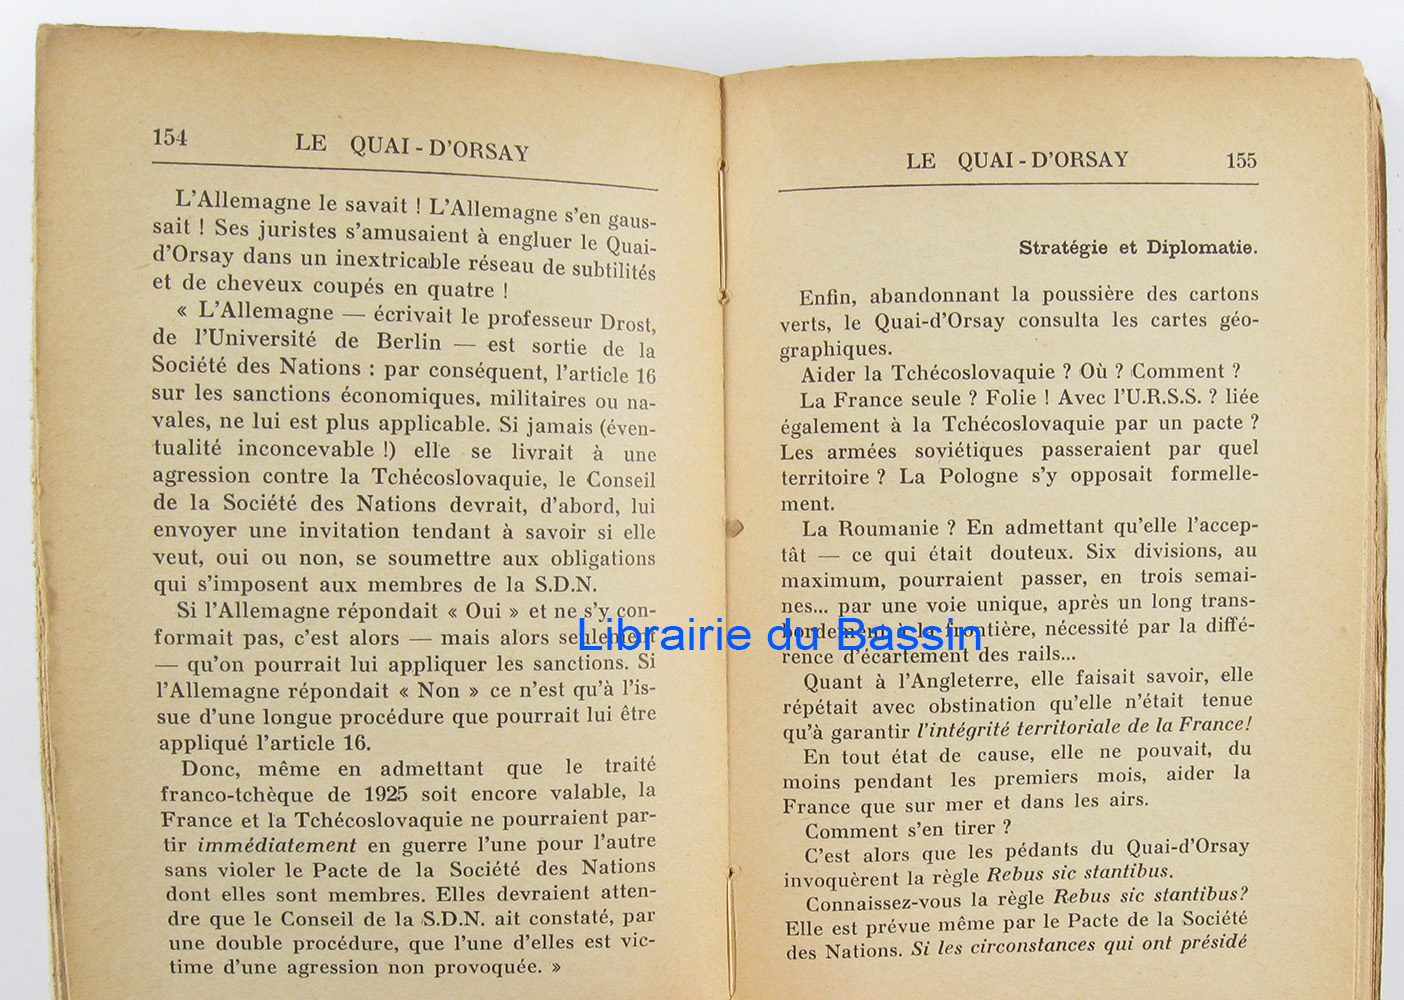 154 LE QUAI-D'ORSAY
L'Allemagne le savait ! L'Allemagne s'en gaus-
sait ! Ses juristes s'amusaient à engluer le Quai-
d'Orsay dans un inextricable réseau de subtilités
et de cheveux coupés en quatre !
« L'Allemagne — écrivait le professeur Drost,
de l'Université de Berlin — est sortie de la
Société des Nations : par conséquent, l'article 16
sur les sanctions économiques, militaires ou na-
vales, ne lui est plus applicable. Si jamais (éven-
tualité inconcevable !) elle se livrait à une
agression contre la Tchécoslovaquie, le Conseil
de la Société des Nations devrait, d'abord, lui
envoyer une invitation tendant à savoir si elle
veut, oui ou non, se soumettre aux obligations
qui s'imposent aux membres de la S.D.N.
Si l'Allemagne répondait « Oui » et ne s'y con-
formait pas, c'est alors — mais alors seulement
— qu'on pourrait lui appliquer les sanctions. Si
l'Allemagne répondait « Non » ce n'est qu'à l'is-
sue d'une longue procédure que pourrait lui être
appliqué l'article 16.
Donc, même en admettant que le traité
franco-tchèque de 1925 soit encore valable, la
France et la Tchécoslovaquie ne pourraient par-
tir immédiatement en guerre l'une pour l'autre
sans violer le Pacte de la Société des Nations
dont elles sont membres. Elles devraient atten-
dre que le Conseil de la S.D.N. ait constaté, par
une double procédure, que l'une d'elles est vic-
time d'une agression non provoquée. »
LE QUAI-D'ORSAY 155
Stratégie et Diplomatie.
Enfin, abandonnant la poussière des cartons
verts, le Quai-d'Orsay consulta les cartes géo-
graphiques.
Aider la Tchécoslovaquie ? Où ? Comment ?
La France seule ? Folie ! Avec l'U.R.S.S. ? liée
également à la Tchécoslovaquie par un pacte ?
Les armées soviétiques passeraient par quel
territoire ? La Pologne s'y opposait formelle-
ment.
La Roumanie ? En admettant qu'elle l'accep-
tât — ce qui était douteux. Six divisions, au
maximum, pourraient passer, en trois semai-
nes... par une voie unique, après un long trans-
bordement à la frontière, nécessité par la diffé-
rence d'écartement des rails...
Quant à l'Angleterre, elle faisait savoir, elle
répétait avec obstination qu'elle n'était tenue
qu'à garantir l'intégrité territoriale de la France!
En tout état de cause, elle ne pouvait, du
moins pendant les premiers mois, aider la
France que sur mer et dans les airs.
Comment s'en tirer ?
C'est alors que les pédants du Quai-d'Orsay
invoquèrent la règle Rebus sic stantibus.
Connaissez-vous la règle Rebus sic stantibus?
Elle est prévue même par le Pacte de la Société
des Nations. Si les circonstances qui ont présidé
Librairie du Bassin